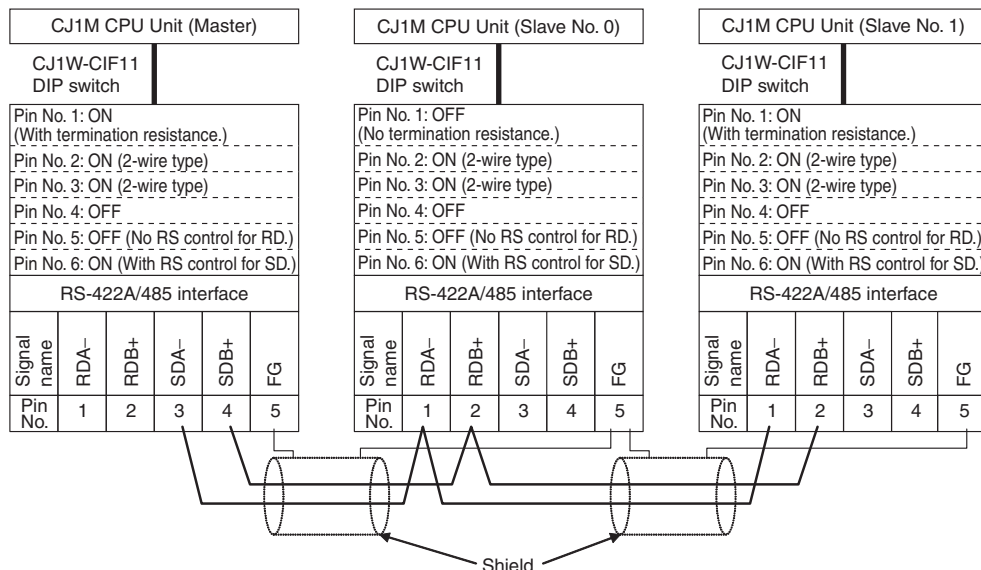 CJ1M CPU Unit (Master)
CJ1W-CIF11
DIP switch
Pin No. 1: ON
(With termination resistance.)
Pin No. 2: ON (2-wire type)
Pin No. 3: ON (2-wire type)
Pin No. 4: OFF
Pin No. 5: OFF (No RS control for RD.)
Pin No. 6: ON (With RS control for SD.)
RS-422A/485 interface
Signal name RDA− RDB+ SDA− SDB+ FG
Pin No. 1 2 3 4 5
CJ1M CPU Unit (Slave No. 0)
CJ1W-CIF11
DIP switch
Pin No. 1: OFF
(No termination resistance.)
Pin No. 2: ON (2-wire type)
Pin No. 3: ON (2-wire type)
Pin No. 4: OFF
Pin No. 5: OFF (No RS control for RD.)
Pin No. 6: ON (With RS control for SD.)
RS-422A/485 interface
Signal name RDA− RDB+ SDA− SDB+ FG
Pin No. 1 2 3 4 5
CJ1M CPU Unit (Slave No. 1)
CJ1W-CIF11
DIP switch
Pin No. 1: ON
(With termination resistance.)
Pin No. 2: ON (2-wire type)
Pin No. 3: ON (2-wire type)
Pin No. 4: OFF
Pin No. 5: OFF (No RS control for RD.)
Pin No. 6: ON (With RS control for SD.)
RS-422A/485 interface
Signal name RDA− RDB+ SDA− SDB+ FG
Pin No. 1 2 3 4 5
Shield